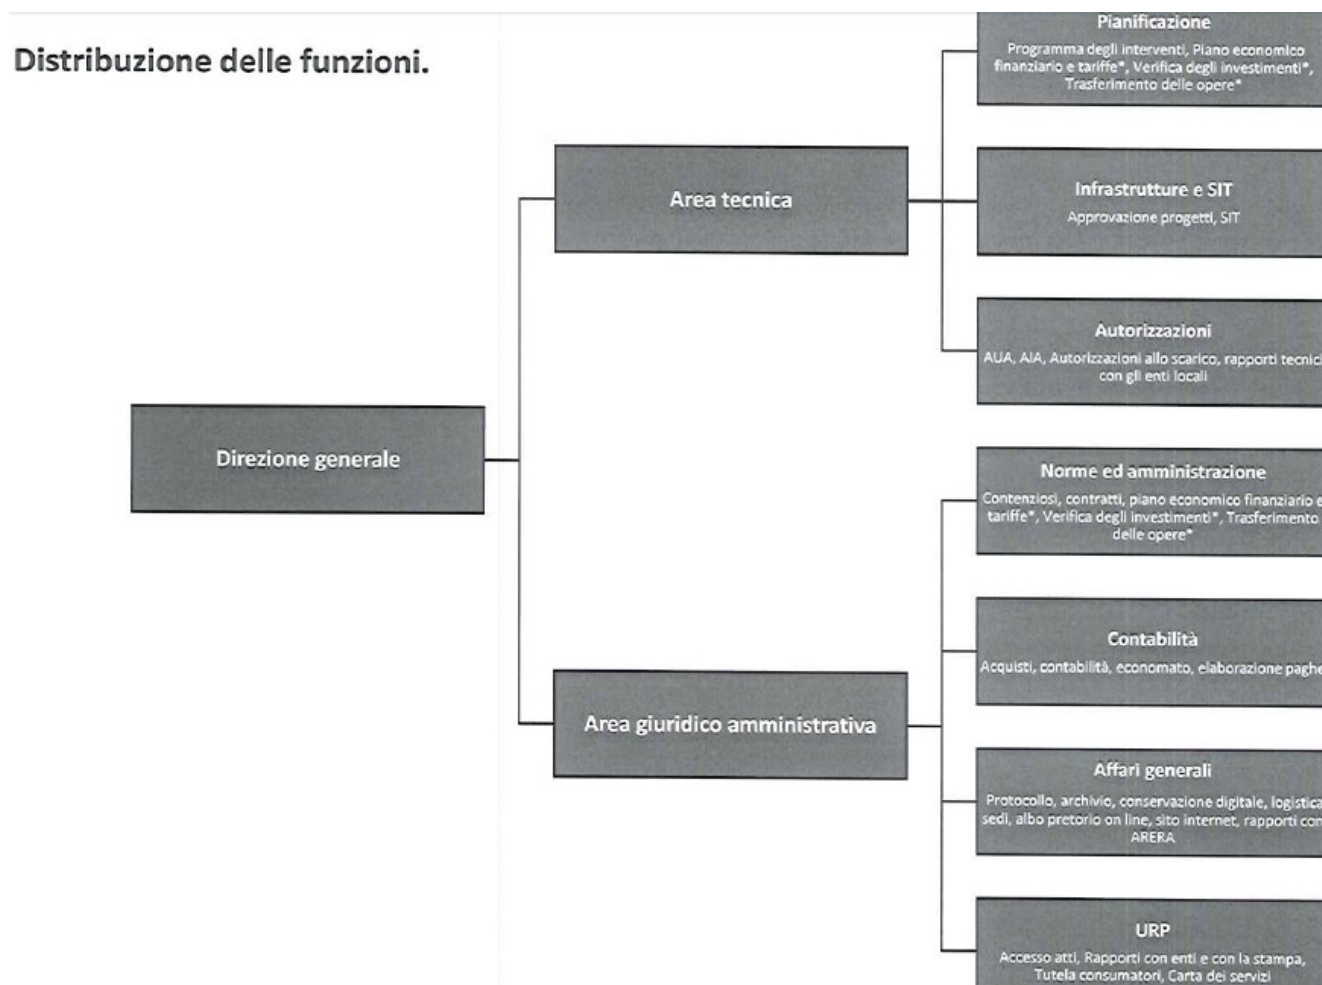 Distribuzione delle funzioni.
Pianificazione
Programma degli interventi, Piano economico
finanziario e tariffe*, Verifica degli investimenti*,
Trasferimento delle opere*
Area tecnica
Infrastrutture e SIT
Approvazione progetti, SIT
Autorizzazioni
AUA, AIA, Autorizzazioni allo scarico, rapporti tecnici
con gli enti locali
Direzione generale
Norme ed amministrazione
Contenziosi, contratti, piano economico finanziario e
tariffe*, Verifica degli investimenti*, Trasferimento
delle opere*
Contabilità
Acquisti, contabilità, economato, elaborazione paghe
Area giuridico amministrativa
Affari generali
Protocollo, archivio, conservazione digitale, logistica
sedi, albo pretorio on line, sito internet, rapporti con
ARERA
URP
Accesso atti, Rapporti con enti e con la stampa,
Tutela consumatori, Carta dei servizi